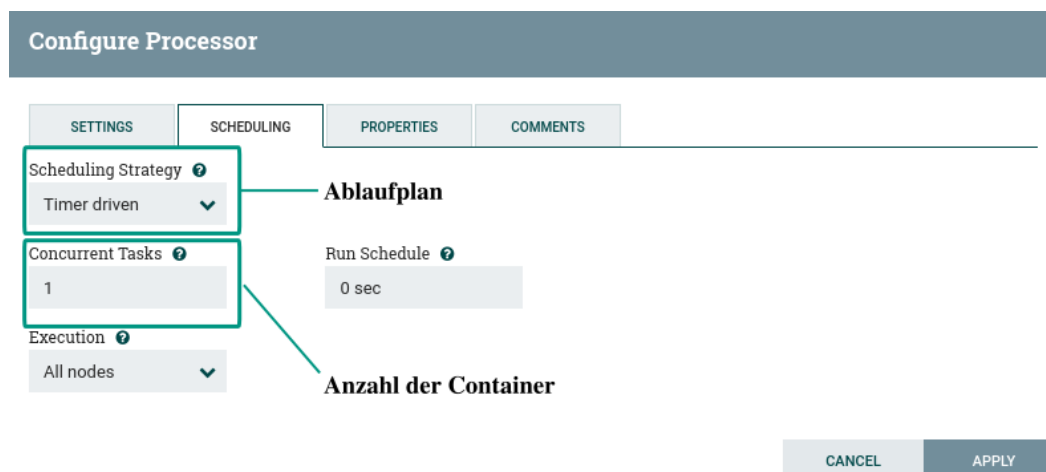 Configure Processor
SETTINGS SCHEDULING PROPERTIES COMMENTS
Scheduling Strategy ?
Timer driven
Ablaufplan
Concurrent Tasks ? Run Schedule ?
1 0 sec
Execution ?
All nodes
Anzahl der Container
CANCEL APPLY